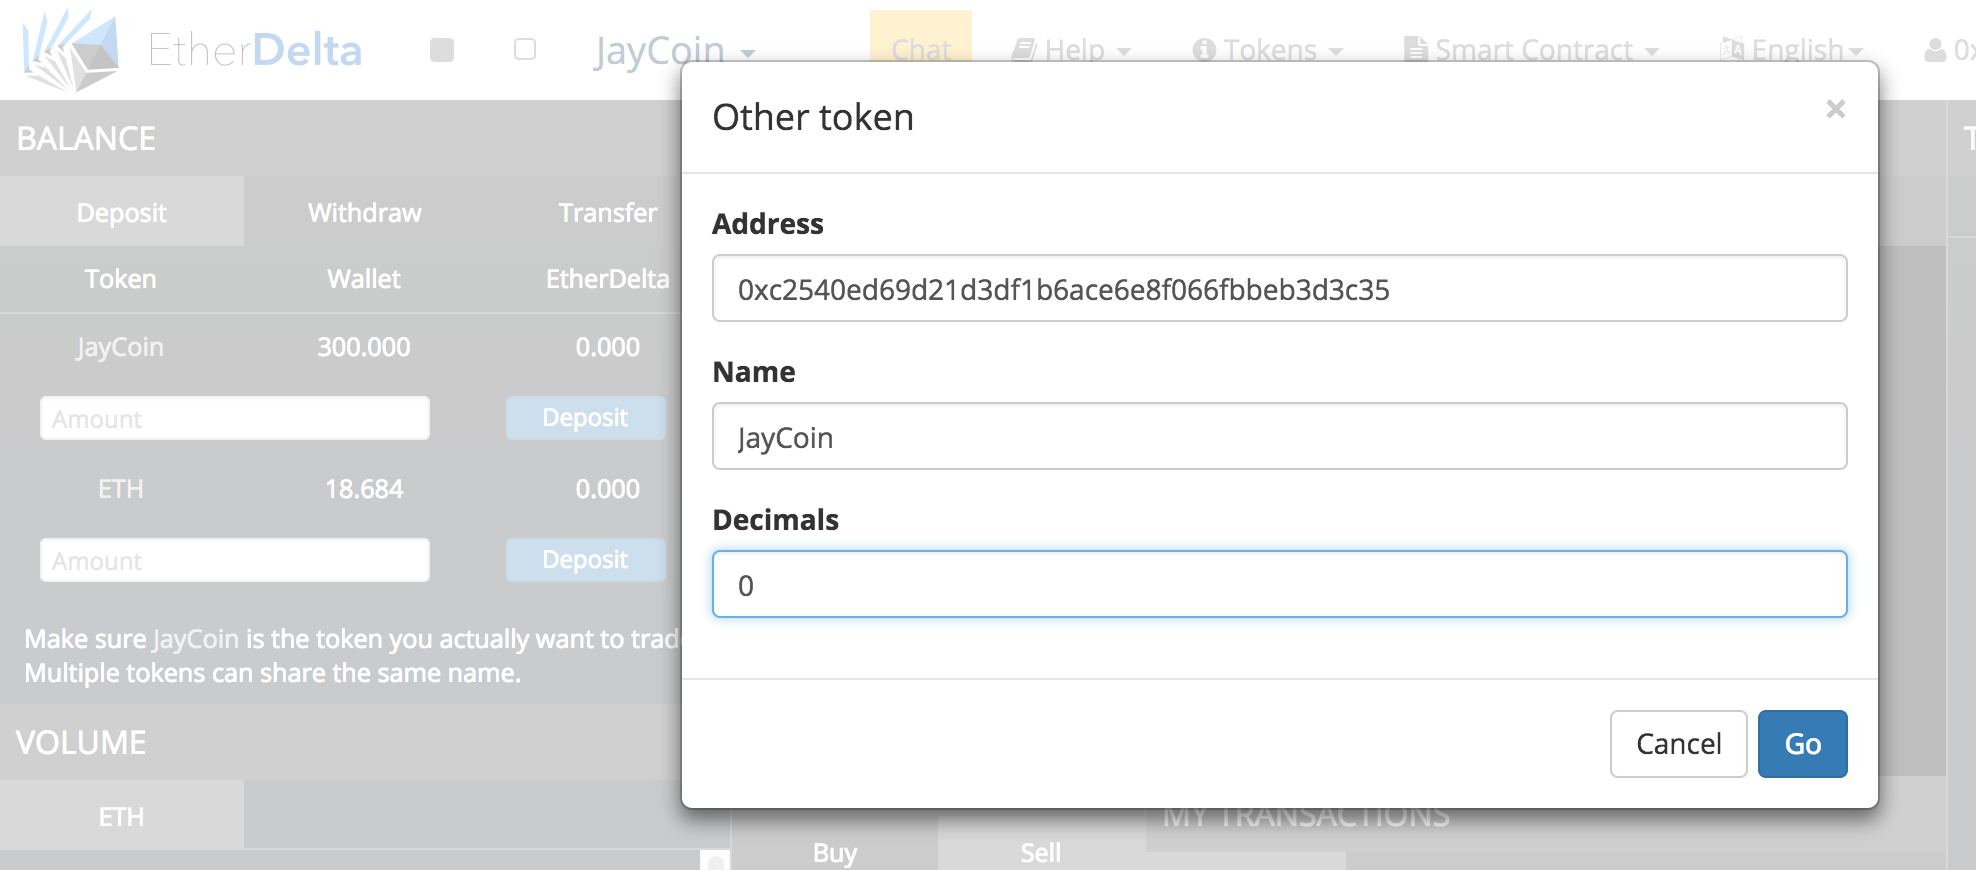 EtherDelta
JayCoin
Chat
Help
Tokens
Smart Contract
English
0x
BALANCE
Deposit Withdraw Transfer
Token Wallet EtherDelta
JayCoin 300.000 0.000
Amount Deposit
ETH 18.684 0.000
Amount Deposit
Make sure JayCoin is the token you actually want to trade
Multiple tokens can share the same name.
VOLUME
ETH
Other token
×
Address
0xc2540ed69d21d3df1b6ace6e8f066fbbeb3d3c35
Name
JayCoin
Decimals
0
Cancel Go
MY TRANSACTIONS
Buy Sell